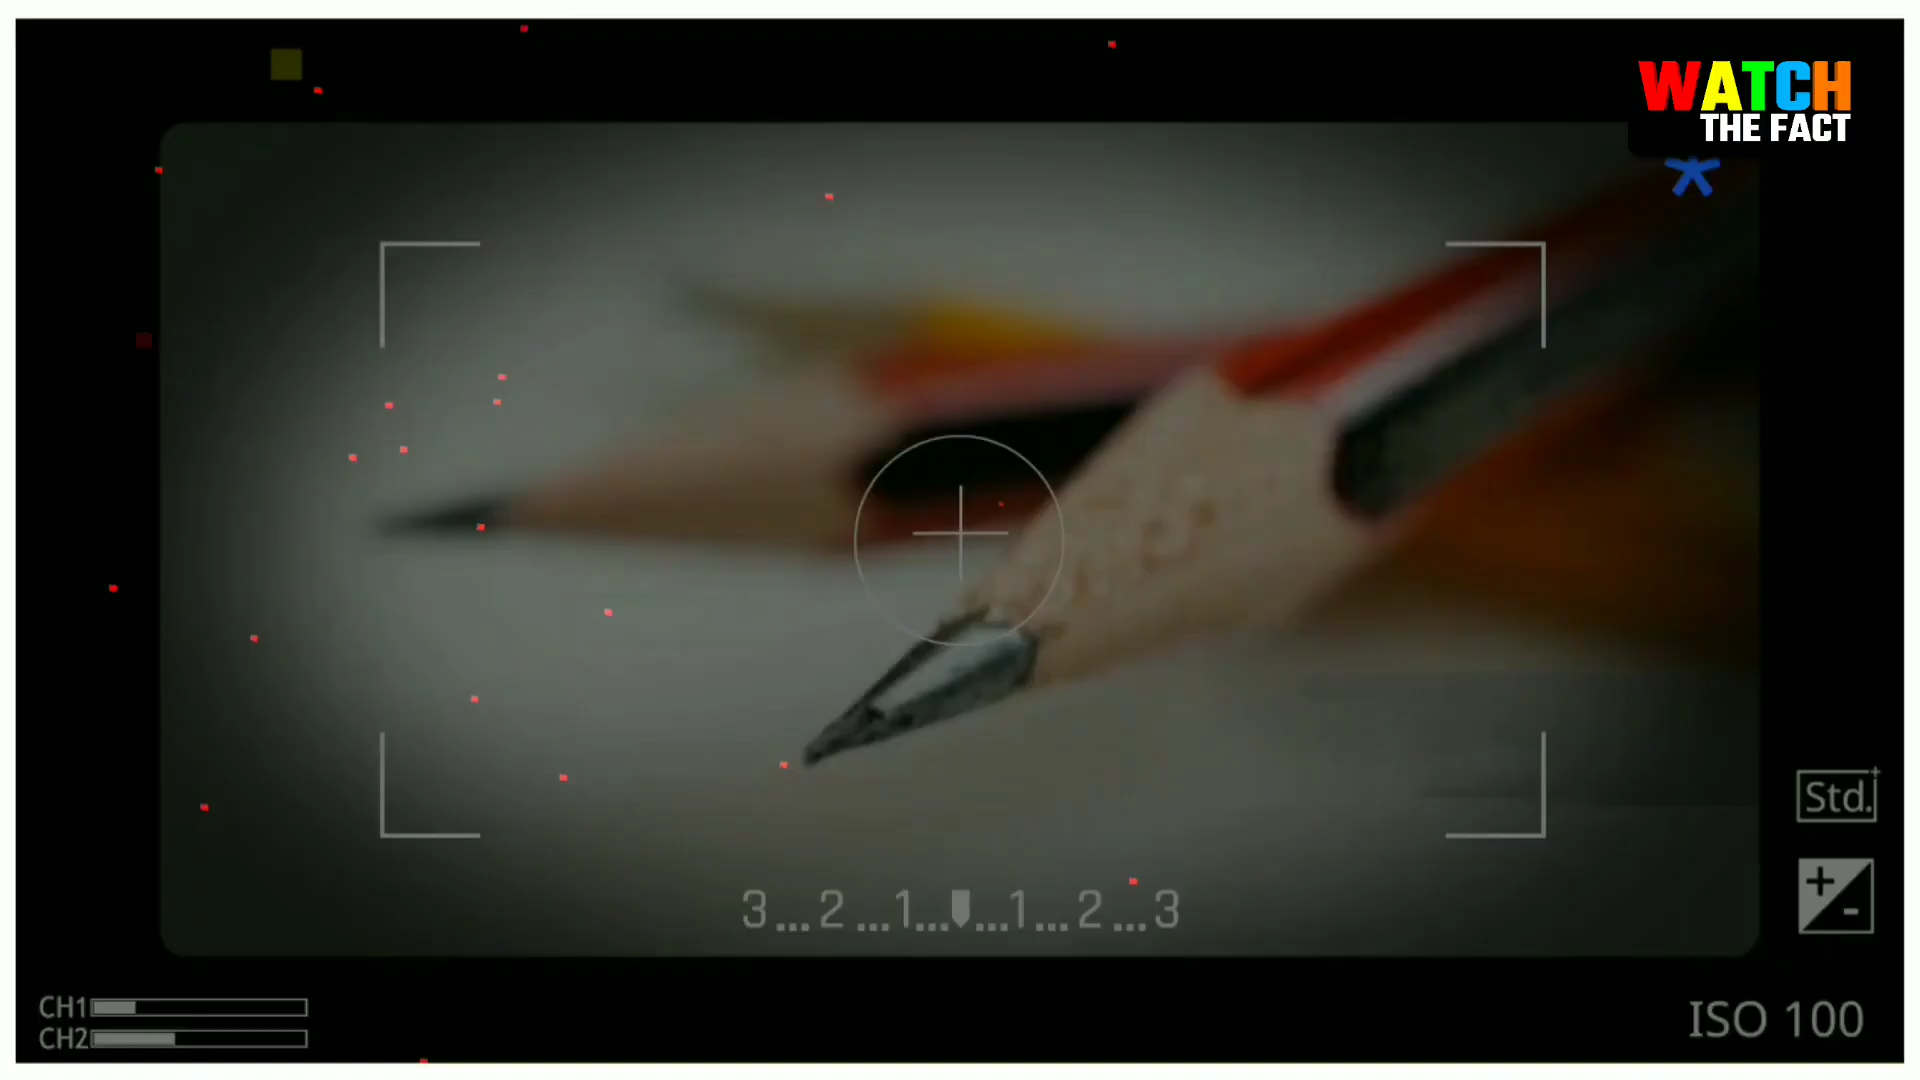 WATCH
THE FACT
3...2...1...1...2...3
Std.
+
-
CH1
CH2
ISO 100